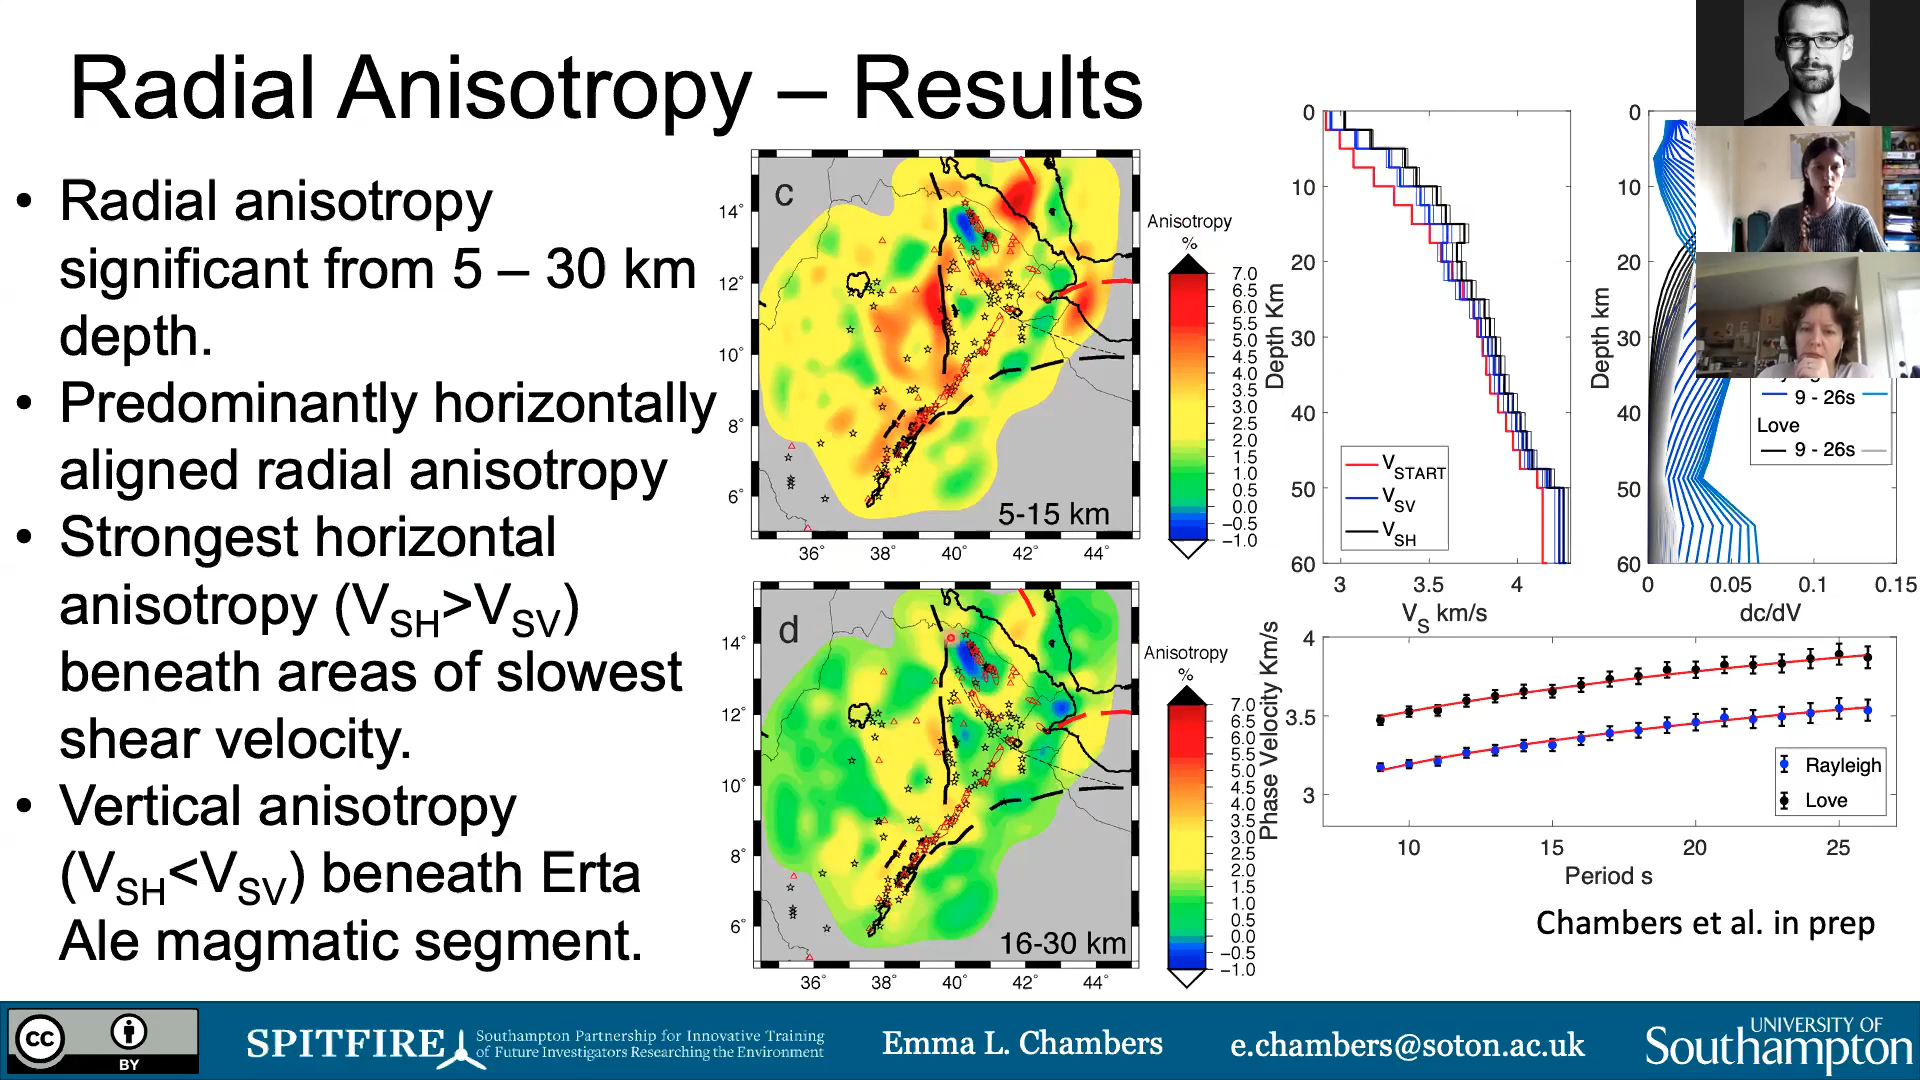 Radial Anisotropy – Results
• Radial anisotropy
significant from 5 – 30 km
depth.
• Predominantly horizontally
aligned radial anisotropy
• Strongest horizontal
anisotropy (VSH>VSV)
beneath areas of slowest
shear velocity.
• Vertical anisotropy
(VSH<VSV) beneath Erta
Ale magmatic segment.
c
14°
12°
10°
8°
6°
5-15 km
36° 38° 40° 42° 44°
Anisotropy
%
7.0
6.5
6.0
5.5
5.0
4.5
4.0
3.5
3.0
2.5
2.0
1.5
1.0
0.5
0.0
−0.5
−1.0
d
14°
12°
10°
8°
6°
16-30 km
36° 38° 40° 42° 44°
Anisotropy
%
7.0
6.5
6.0
5.5
5.0
4.5
4.0
3.5
3.0
2.5
2.0
1.5
1.0
0.5
0.0
−0.5
−1.0
Depth Km
0
10
20
30
40
50
60
VSTART
VSV
VSH
3 3.5 4
VS km/s
Depth km
0
10
20
30
40
50
60
9 - 26s
Love
9 - 26s
0 0.05 0.1 0.15
dc/dV
Phase Velocity Km/s
4
3.5
3
Rayleigh
Love
10 15 20 25
Period s
Chambers et al. in prep
CC
BY
SPITFIRE
Southampton Partnership for Innovative Training
of Future Investigators Researching the Environment
Emma L. Chambers
e.chambers@soton.ac.uk
UNIVERSITY OF
Southampton